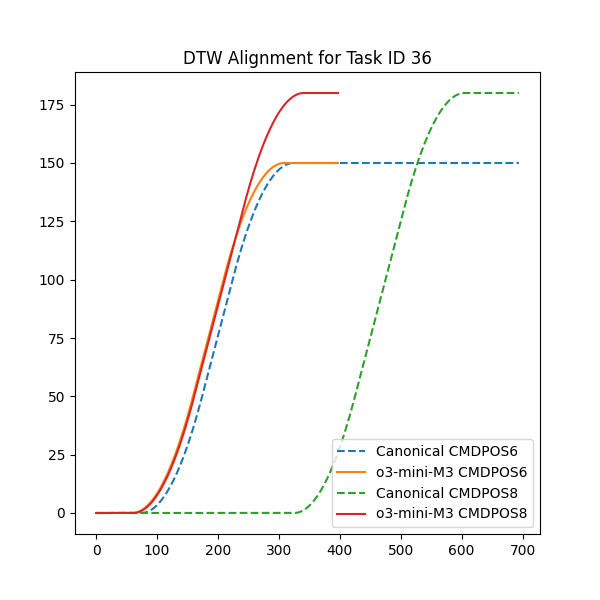 DTW Alignment for Task ID 36
175
150
125
100
75
50
25
0
0 100 200 300 400 500 600 700
Canonical CMDPOS6
o3-mini-M3 CMDPOS6
Canonical CMDPOS8
o3-mini-M3 CMDPOS8